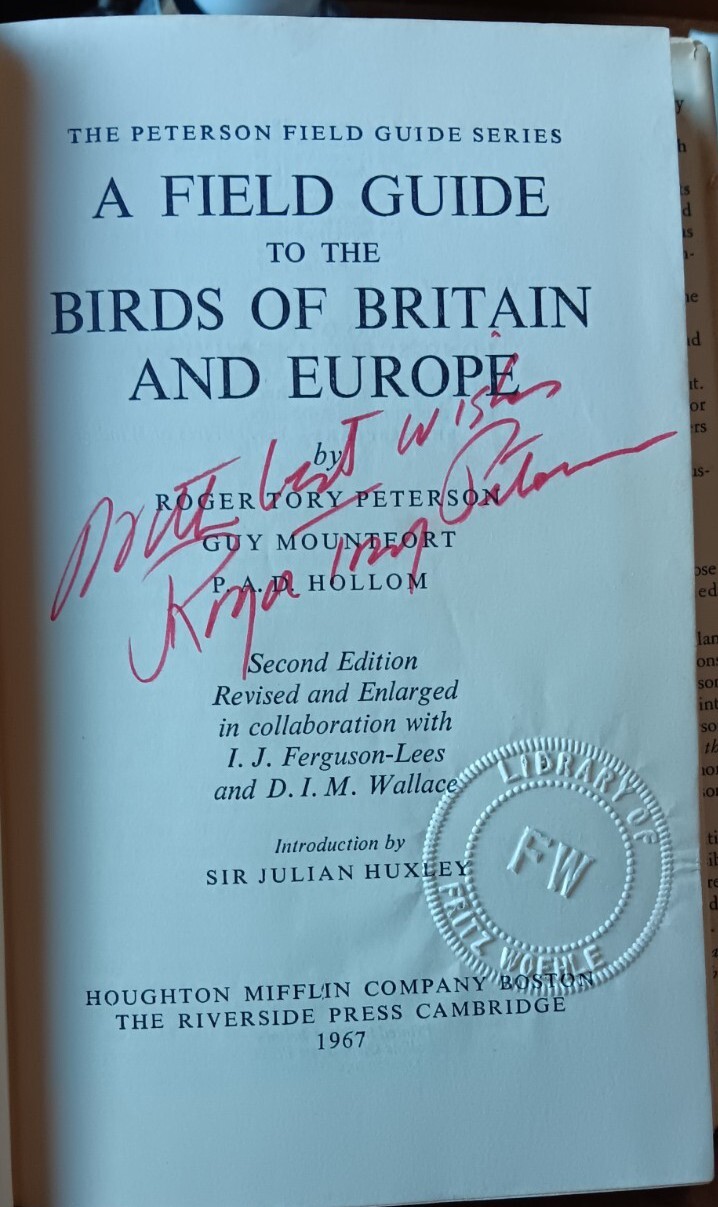 THE PETERSON FIELD GUIDE SERIES
A FIELD GUIDE
TO THE
BIRDS OF BRITAIN
AND EUROPE
With best wishes
Roger Tory Peterson
by
ROGER TORY PETERSON
GUY MOUNTFORT
P. A. D. HOLLOM
Second Edition
Revised and Enlarged
in collaboration with
I. J. Ferguson-Lees
and D. I. M. Wallace
Introduction by
SIR JULIAN HUXLEY
LIBRARY OF
FW
FRITZ WOEHLE
HOUGHTON MIFFLIN COMPANY BOSTON
THE RIVERSIDE PRESS CAMBRIDGE
1967